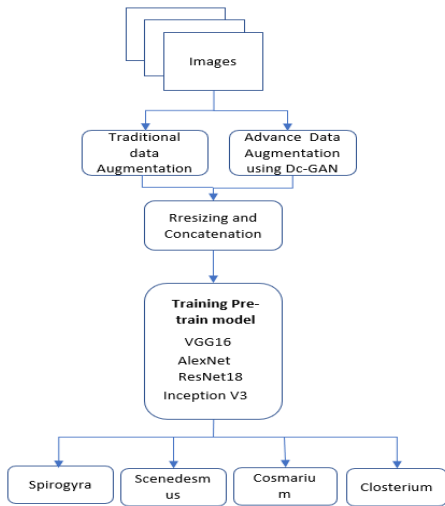 Images
Traditional
data
Augmentation
Advance Data
Augmentation
using Dc-GAN
Rresizing and
Concatenation
Training Pre-
train model
VGG16
AlexNet
ResNet18
Inception V3
Spirogyra
Scenedesm
us
Cosmariu
m
Closterium